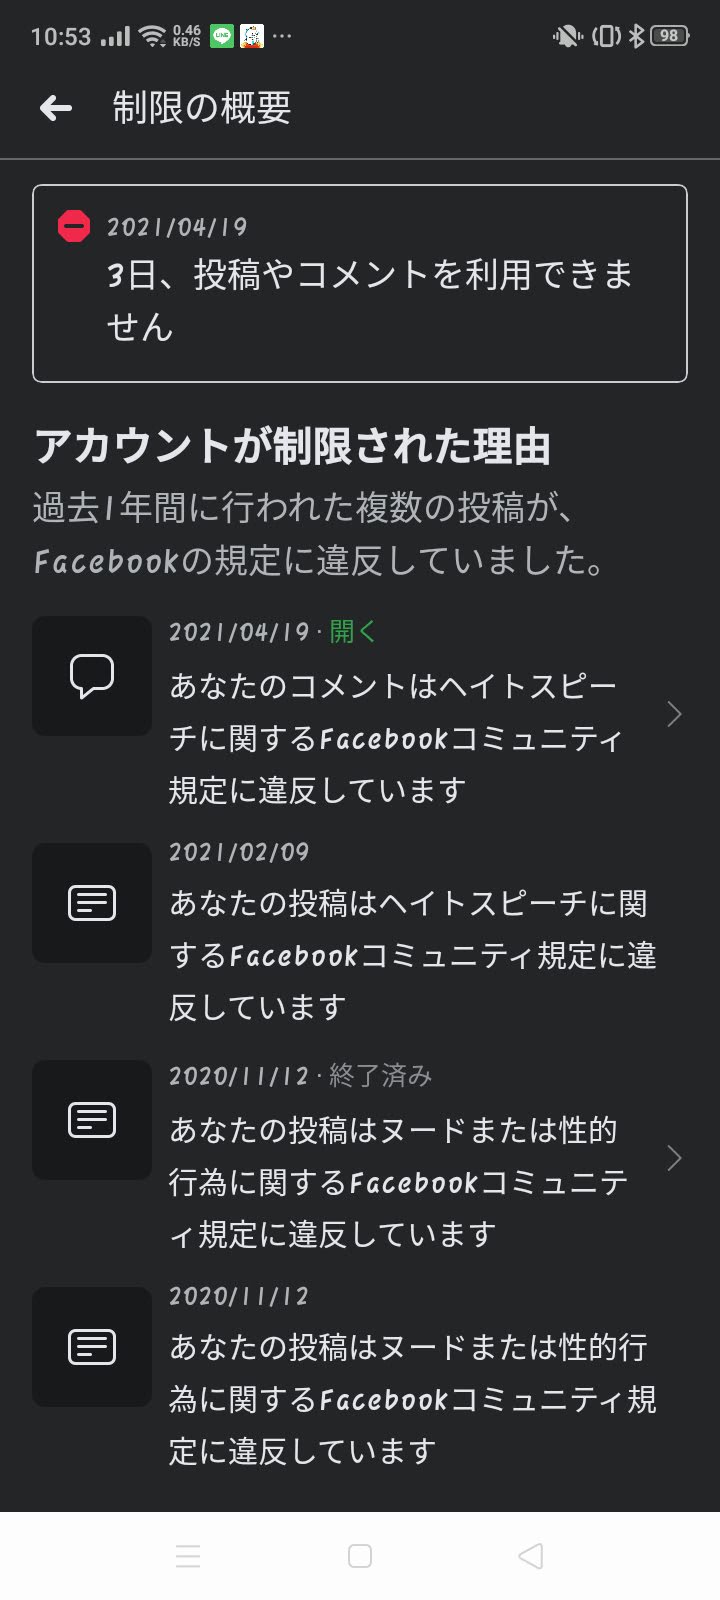 10:53 0.46 KB/S LINE ... 98
制限の概要
2021/04/19
3日、投稿やコメントを利用できま
せん
アカウントが制限された理由
過去1年間に行われた複数の投稿が、
Facebookの規定に違反していました。
2021/04/19 · 開く
あなたのコメントはヘイトスピー
チに関するFacebookコミュニティ
規定に違反しています
2021/02/09
あなたの投稿はヘイトスピーチに関
するFacebookコミュニティ規定に違
反しています
2020/11/12 · 終了済み
あなたの投稿はヌードまたは性的
行為に関するFacebookコミュニテ
ィ規定に違反しています
2020/11/12
あなたの投稿はヌードまたは性的行
為に関するFacebookコミュニティ規
定に違反しています